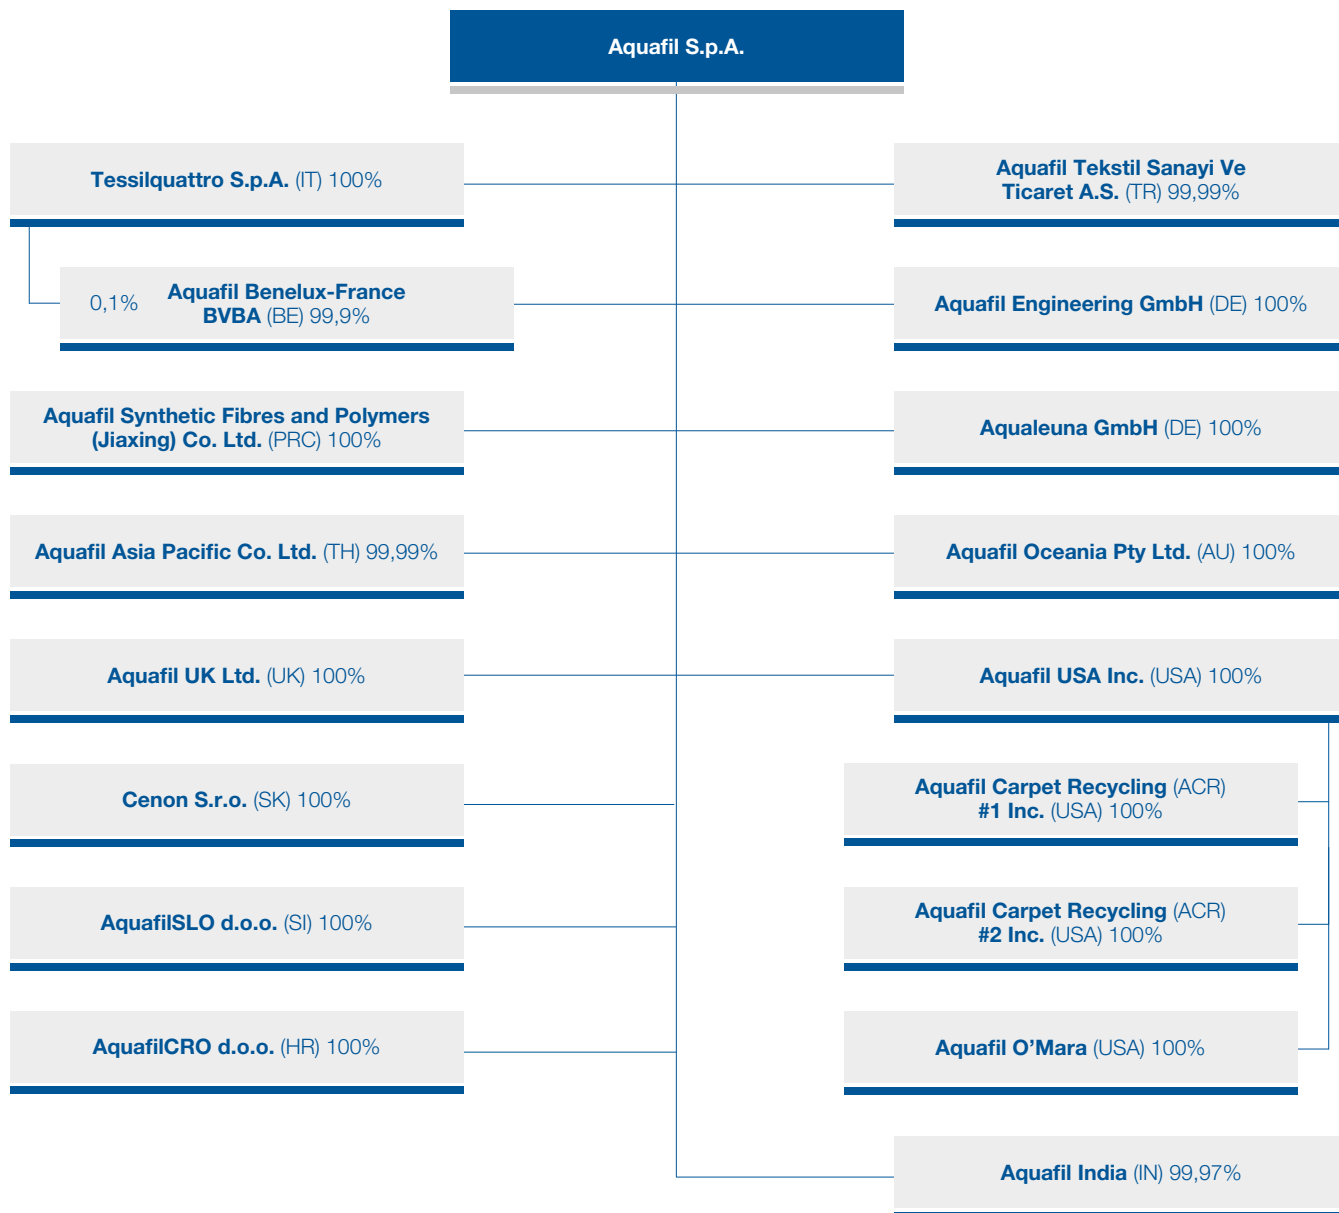 Aquafil S.p.A.
Tessilquattro S.p.A. (IT) 100%
Aquafil Tekstil Sanayi Ve
Ticaret A.S. (TR) 99,99%
0,1%
Aquafil Benelux-France
BVBA (BE) 99,9%
Aquafil Engineering GmbH (DE) 100%
Aquafil Synthetic Fibres and Polymers
(Jiaxing) Co. Ltd. (PRC) 100%
Aqualeuna GmbH (DE) 100%
Aquafil Asia Pacific Co. Ltd. (TH) 99,99%
Aquafil Oceania Pty Ltd. (AU) 100%
Aquafil UK Ltd. (UK) 100%
Aquafil USA Inc. (USA) 100%
Cenon S.r.o. (SK) 100%
Aquafil Carpet Recycling (ACR)
#1 Inc. (USA) 100%
AquafilSLO d.o.o. (SI) 100%
Aquafil Carpet Recycling (ACR)
#2 Inc. (USA) 100%
AquafilCRO d.o.o. (HR) 100%
Aquafil O’Mara (USA) 100%
Aquafil India (IN) 99,97%